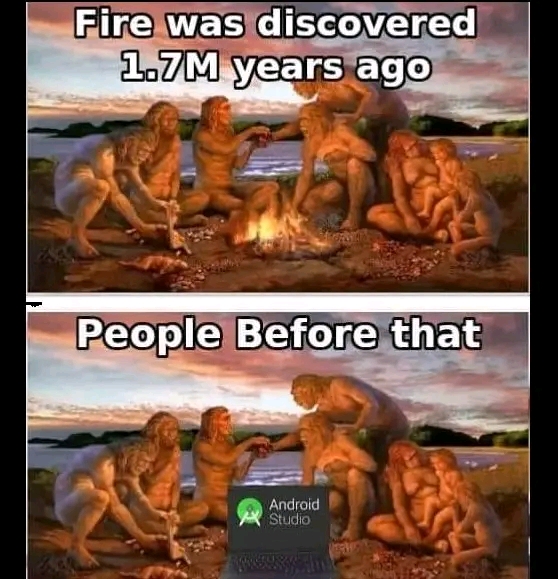 Fire was discovered
1.7M years ago
People Before that
Android
Studio